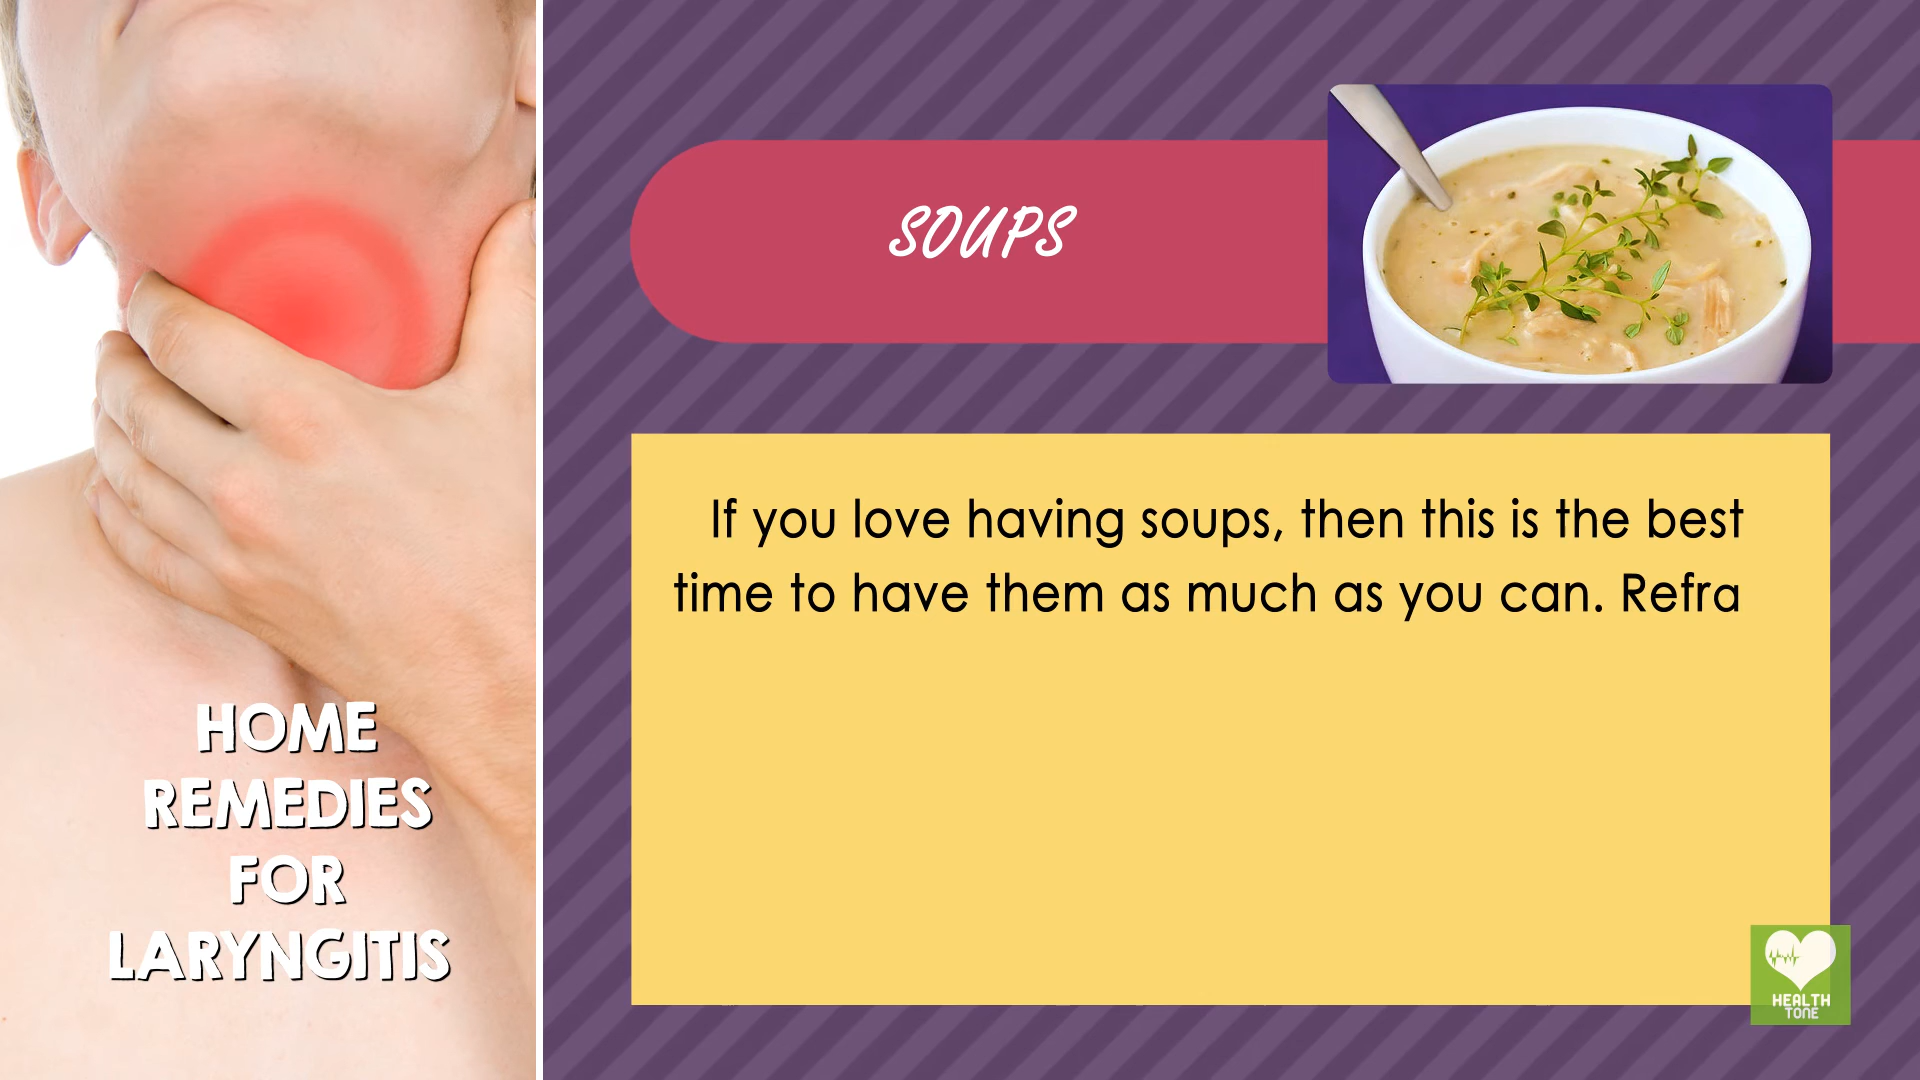 SOUPS
If you love having soups, then this is the best
time to have them as much as you can. Refra
HOME
REMEDIES
FOR
LARYNGITIS
HEALTH
TONE